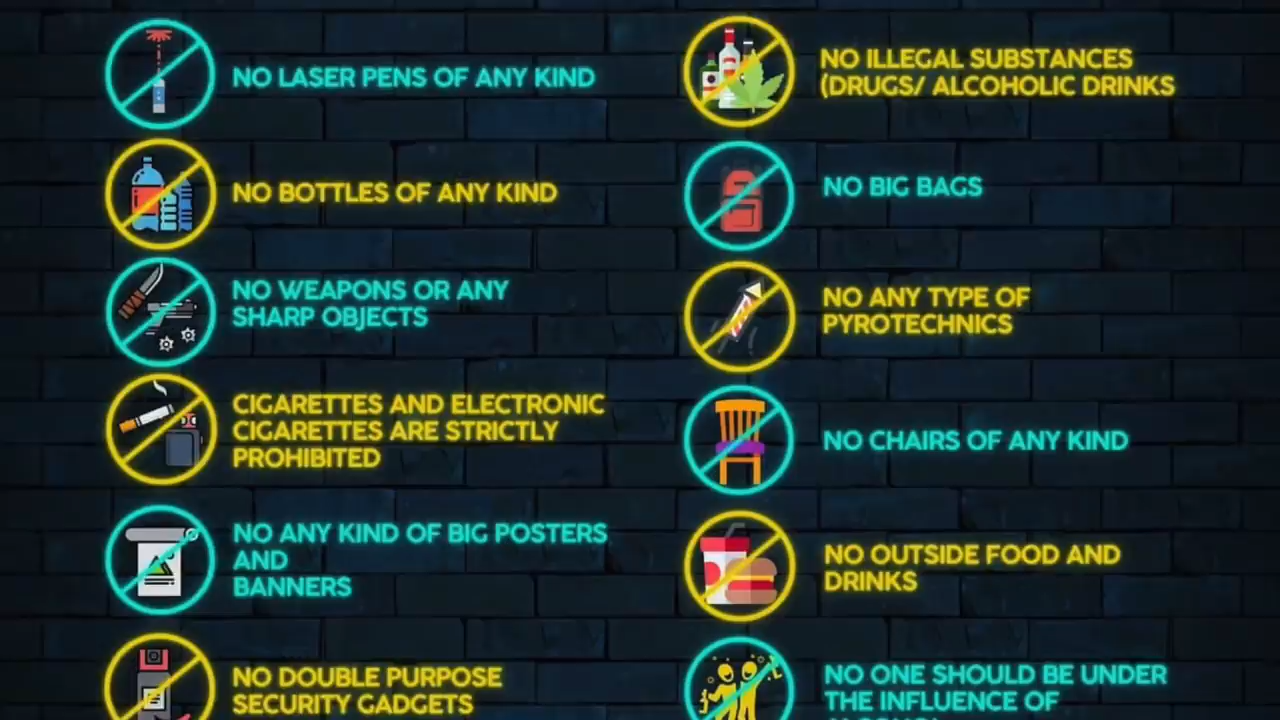 NO LASER PENS OF ANY KIND
NO BOTTLES OF ANY KIND
NO WEAPONS OR ANY
SHARP OBJECTS
CIGARETTES AND ELECTRONIC
CIGARETTES ARE STRICTLY
PROHIBITED
NO ANY KIND OF BIG POSTERS
AND
BANNERS
NO DOUBLE PURPOSE
SECURITY GADGETS
NO ILLEGAL SUBSTANCES
(DRUGS/ ALCOHOLIC DRINKS
NO BIG BAGS
NO ANY TYPE OF
PYROTECHNICS
NO CHAIRS OF ANY KIND
NO OUTSIDE FOOD AND
DRINKS
NO ONE SHOULD BE UNDER
THE INFLUENCE OF